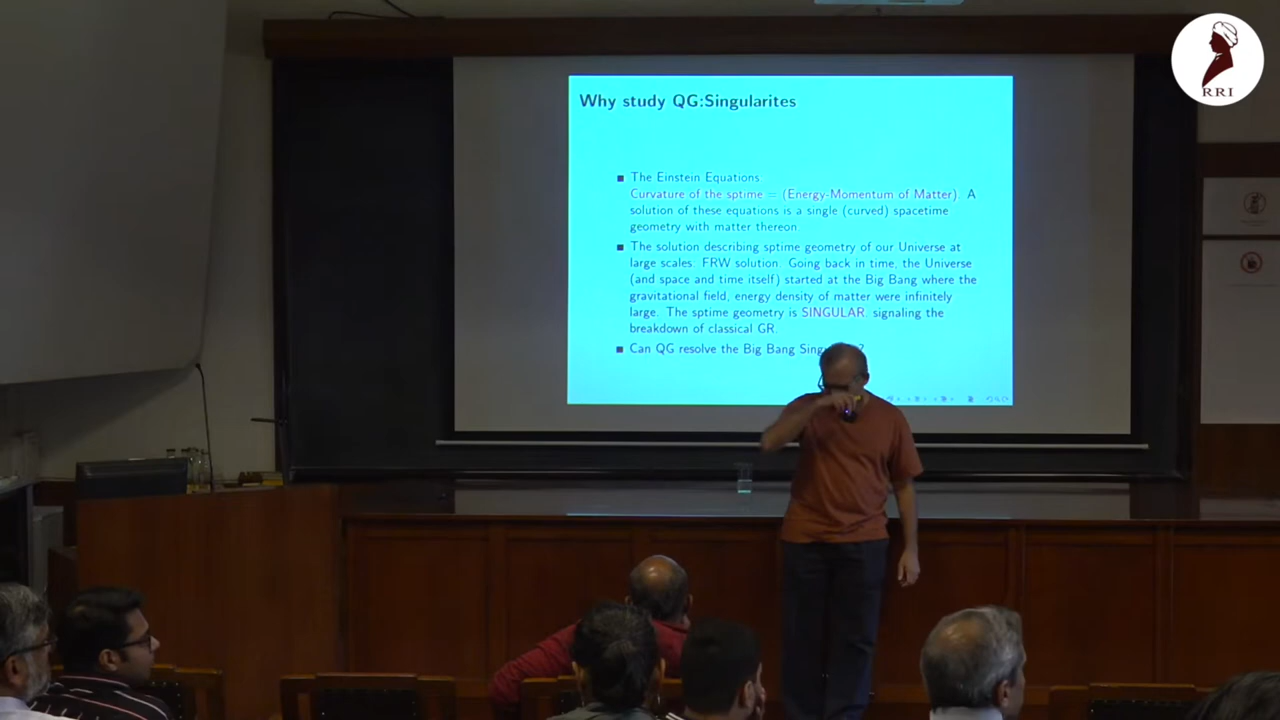 RRI
Why study QG:Singularites
The Einstein Equations
Curvature of the sptime = (Energy-Momentum of Matter). A
solution of these equations is a single (curved) spacetime
geometry with matter thereon.
The solution describing sptime geometry of our Universe at
large scales: FRW solution. Going back in time, the Universe
(and space and time itself) started at the Big Bang where the
gravitational field, energy density of matter were infinitely
large. The sptime geometry is SINGULAR. signaling the
breakdown of classical GR.
Can QG resolve the Big Bang ?